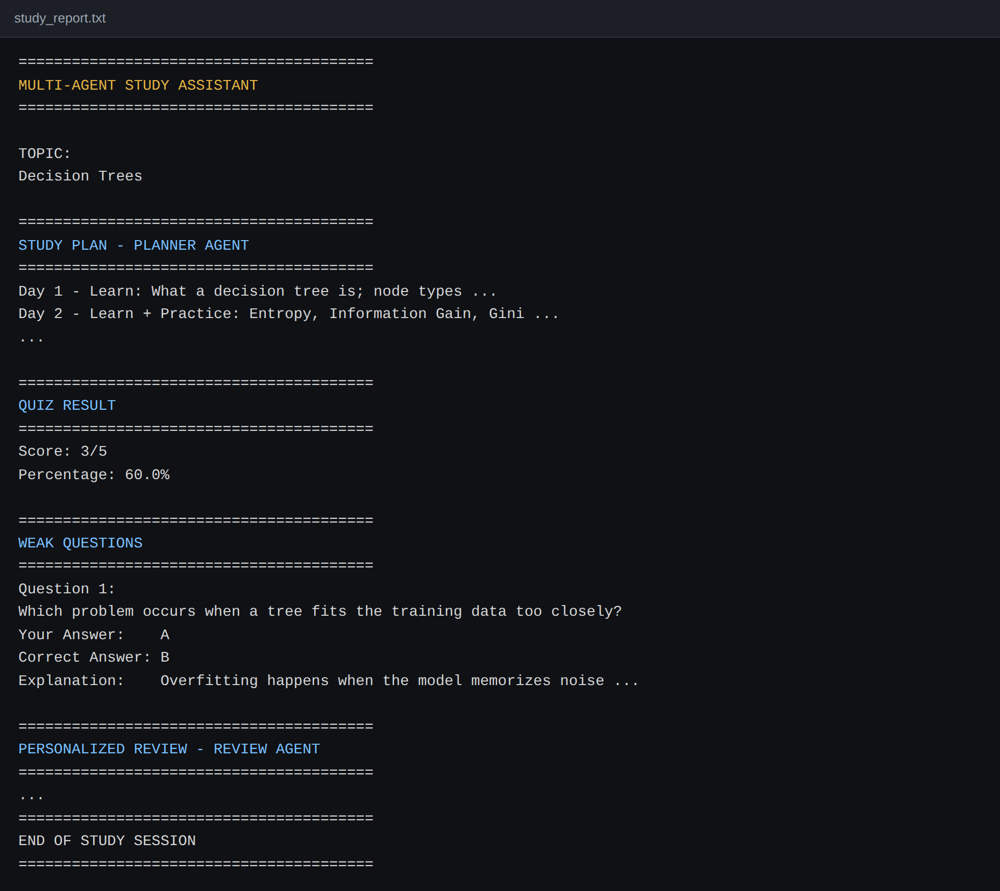 study_report.txt
========================================
MULTI-AGENT STUDY ASSISTANT
========================================
TOPIC:
Decision Trees
========================================
STUDY PLAN - PLANNER AGENT
========================================
Day 1 - Learn: What a decision tree is; node types ...
Day 2 - Learn + Practice: Entropy, Information Gain, Gini ...
...
========================================
QUIZ RESULT
========================================
Score: 3/5
Percentage: 60.0%
========================================
WEAK QUESTIONS
========================================
Question 1:
Which problem occurs when a tree fits the training data too closely?
Your Answer:    A
Correct Answer: B
Explanation:    Overfitting happens when the model memorizes noise ...
========================================
PERSONALIZED REVIEW - REVIEW AGENT
========================================
...
========================================
END OF STUDY SESSION
========================================